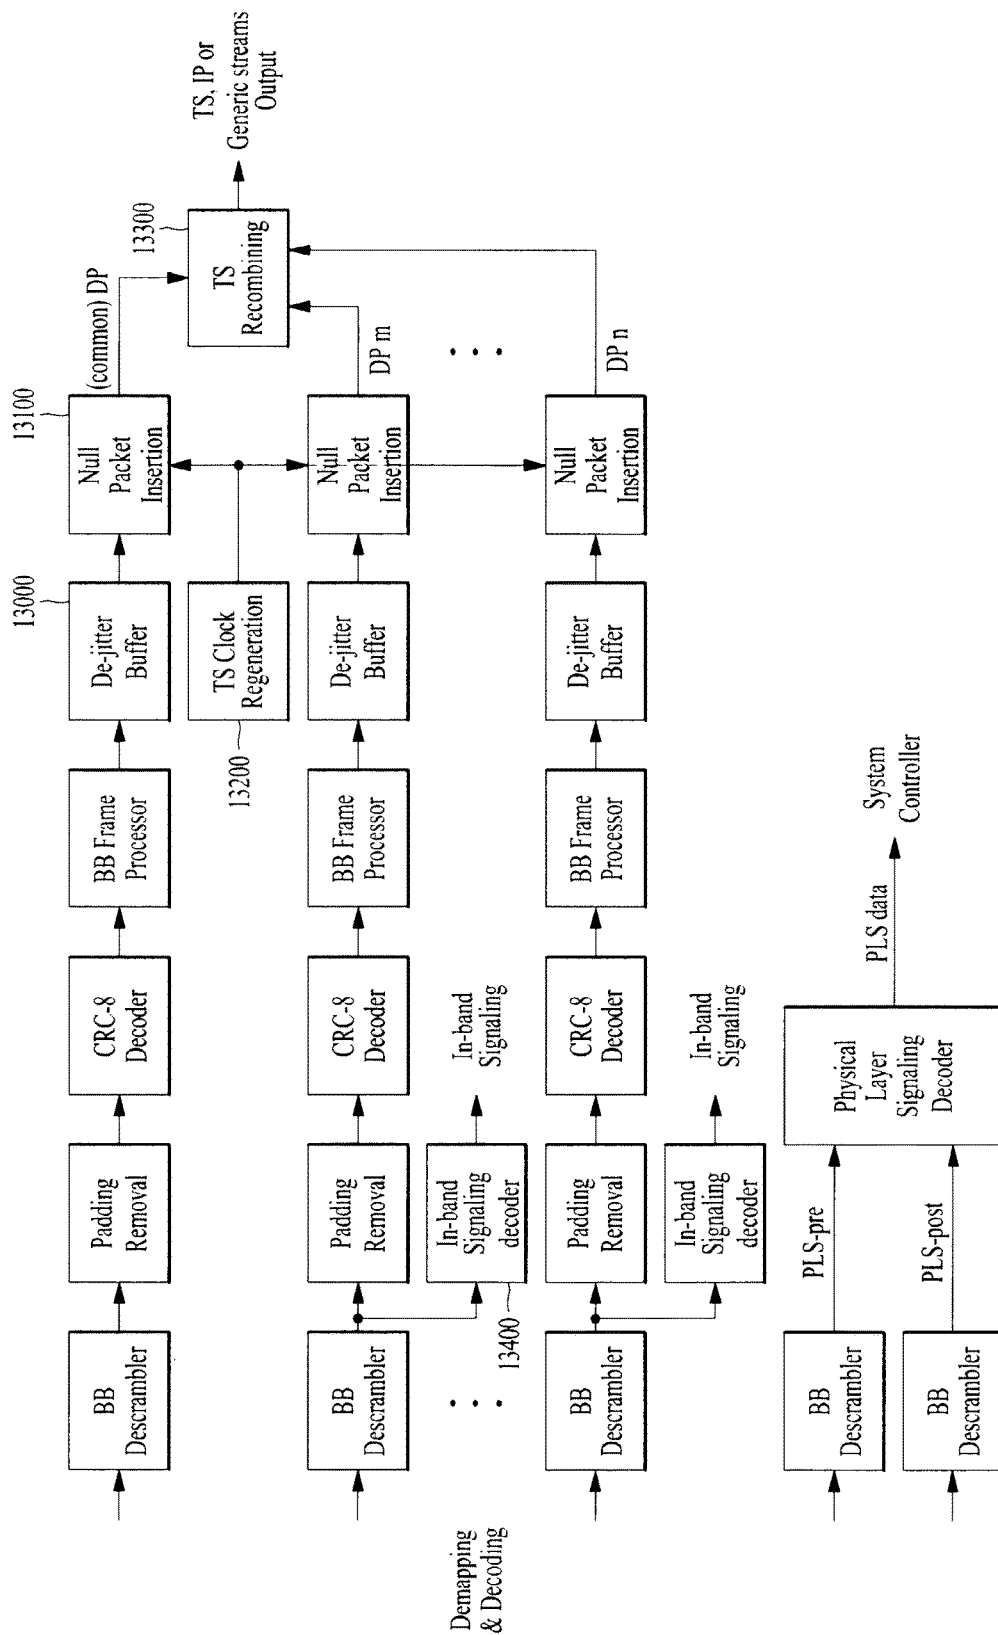 BB
Descrambler
Padding
Removal
CRC-8
Decoder
BB Frame
Processor
De-jitter
Buffer
13000
Null
Packet
Insertion
13100
(common) DP
TS Clock
Regeneration
13200
TS
Recombining
13300
TS, IP or
Generic streams
Output
BB
Descrambler
Padding
Removal
CRC-8
Decoder
BB Frame
Processor
De-jitter
Buffer
Null
Packet
Insertion
DP m
In-band
Signaling
decoder
13400
In-band
Signaling
Demapping
& Decoding
BB
Descrambler
Padding
Removal
CRC-8
Decoder
BB Frame
Processor
De-jitter
Buffer
Null
Packet
Insertion
DP n
In-band
Signaling
decoder
In-band
Signaling
BB
Descrambler
PLS-pre
BB
Descrambler
PLS-post
Physical
Layer
Signaling
Decoder
PLS data
System
Controller